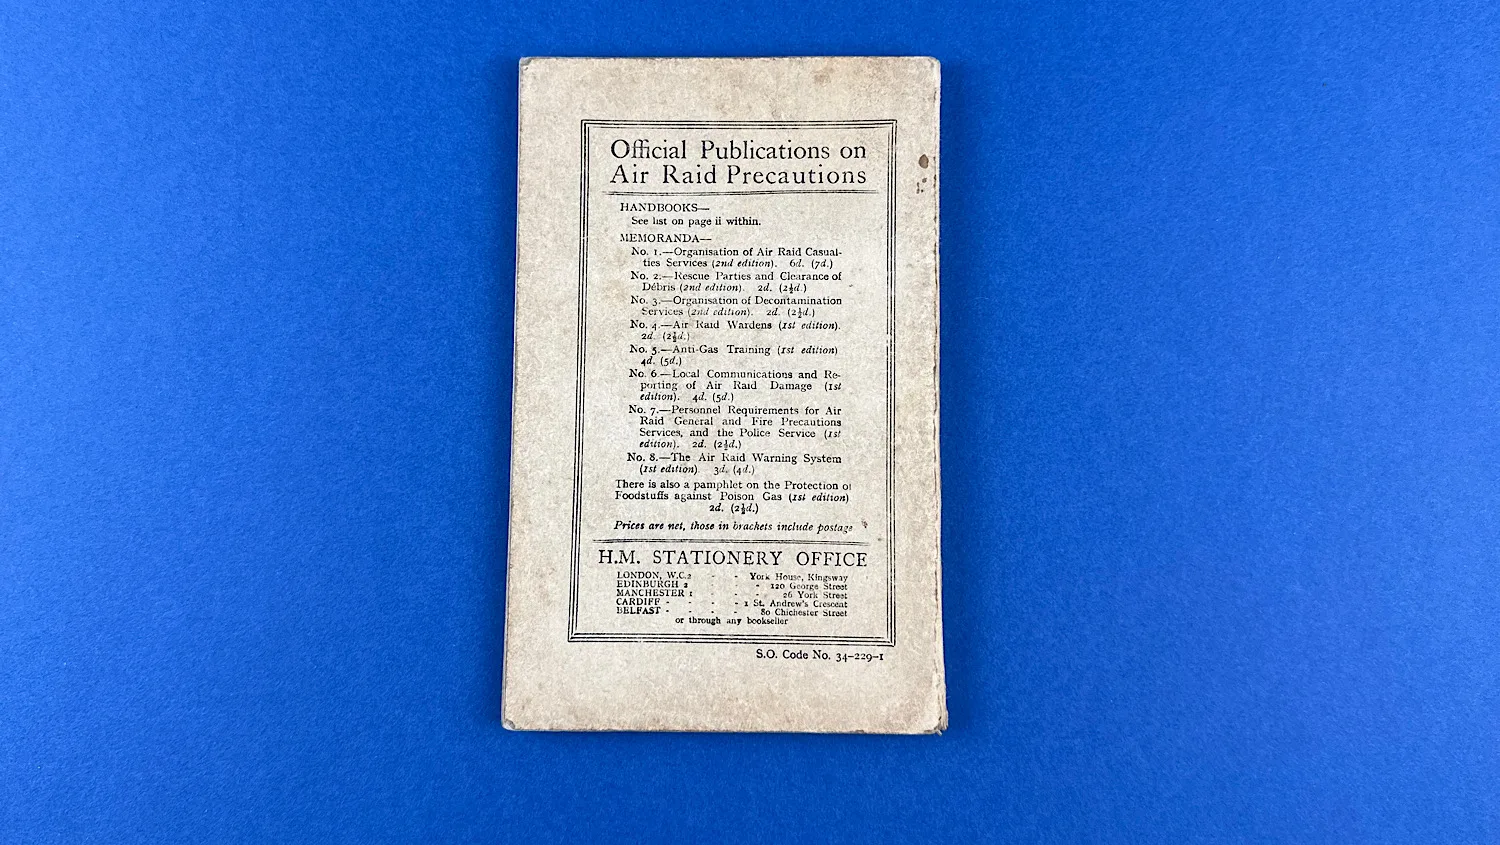 Official Publications on
Air Raid Precautions
HANDBOOKS—
See list on page ii within.
MEMORANDA—
No. 1.—Organisation of Air Raid Casual-
ties Services (2nd edition). 6d. (7d.)
No. 2.—Rescue Parties and Clearance of
Débris (2nd edition). 2d. (2½d.)
No. 3.—Organisation of Decontamination
Services (2nd edition). 2d. (2½d.)
No. 4.—Air Raid Wardens (1st edition).
2d. (2½d.)
No. 5.—Anti-Gas Training (1st edition)
4d. (5d.)
No. 6.—Local Communications and Re-
porting of Air Raid Damage (1st
edition). 4d. (5d.)
No. 7.—Personnel Requirements for Air
Raid General and Fire Precautions
Services, and the Police Service (1st
edition). 2d. (2½d.)
No. 8.—The Air Raid Warning System
(1st edition). 3d. (4d.)
There is also a pamphlet on the Protection of
Foodstuffs against Poison Gas (1st edition)
2d. (2½d.)
Prices are net, those in brackets include postage
H.M. STATIONERY OFFICE
LONDON, W.C.2 - - York House, Kingsway
EDINBURGH 2 - - 120 George Street
MANCHESTER 1 - - 26 York Street
CARDIFF - - - - 1 St. Andrew's Crescent
BELFAST - - - - 80 Chichester Street
or through any bookseller
S.O. Code No. 34-229-1